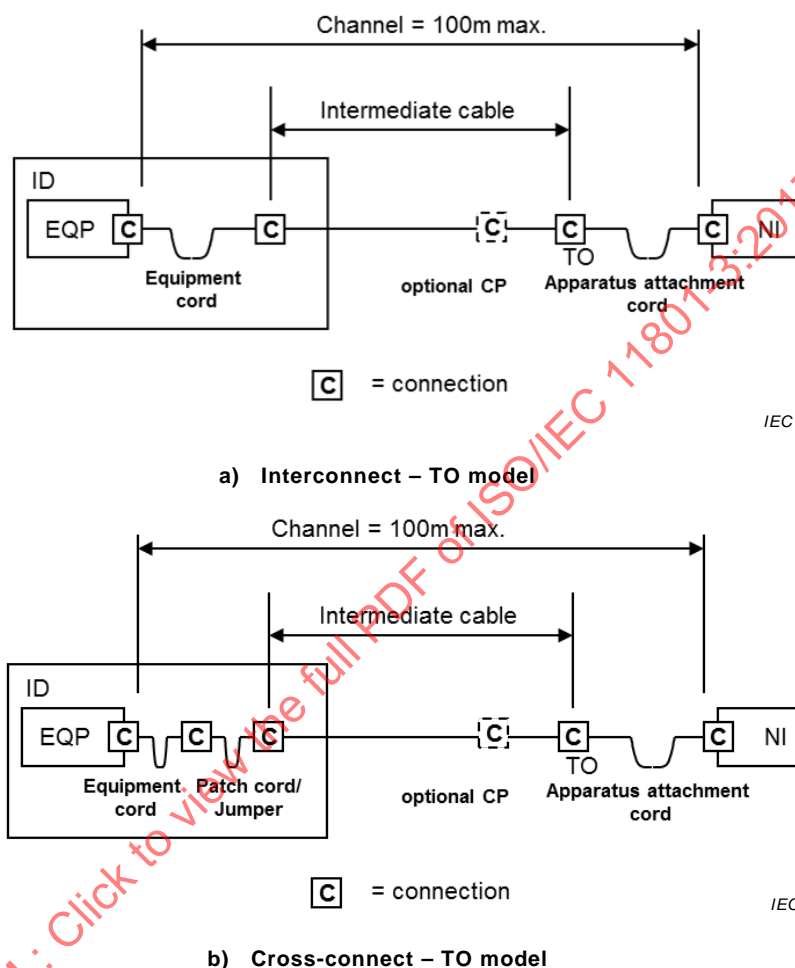 Channel = 100m max.
Intermediate cable
ID
EQP C C C C C NI
TO
Equipment
cord
optional CP
Apparatus attachment
cord
C = connection
IEC
a) Interconnect – TO model
Channel = 100m max.
Intermediate cable
ID
EQP C C C C C C NI
TO
Equipment
cord
Patch cord/
Jumper
optional CP
Apparatus attachment
cord
C = connection
IEC
b) Cross-connect – TO model
: Click to view the full PDF of ISO/IEC 11801-3:201